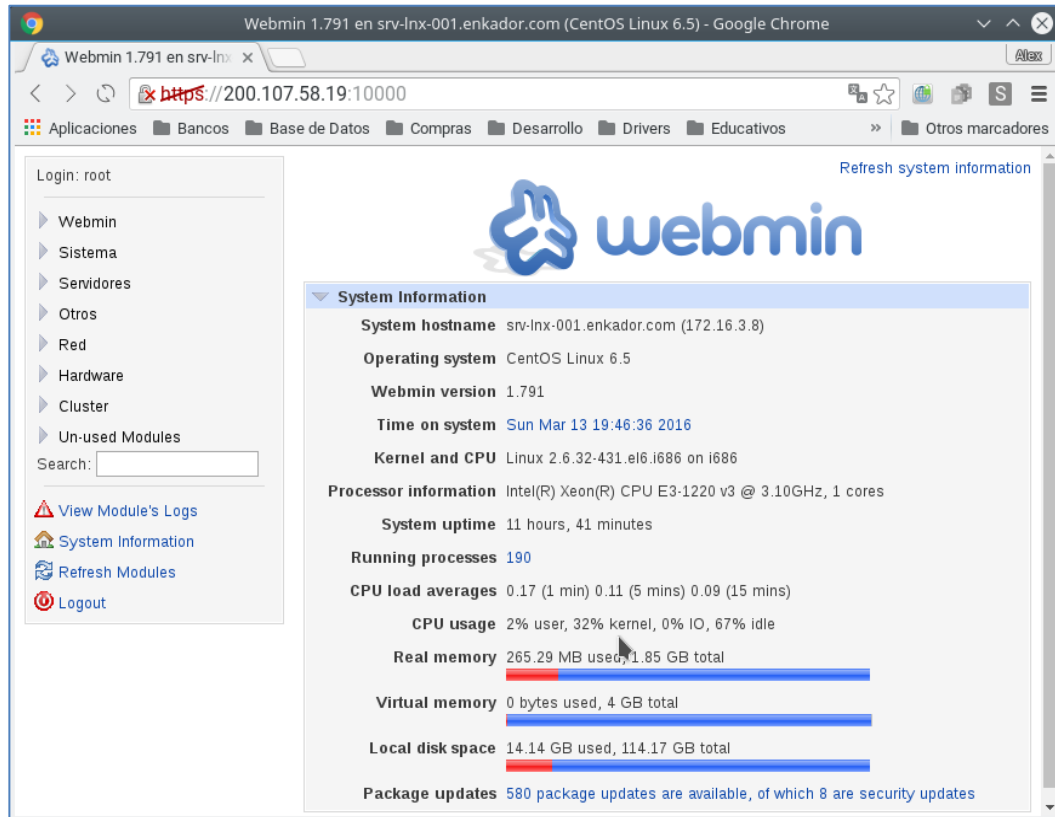 Webmin 1.791 en srv-lnx-001.enkador.com (CentOS Linux 6.5) - Google Chrome
Webmin 1.791 en srv-lnx
Alex
https://200.107.58.19:10000
S
Aplicaciones Bancos Base de Datos Compras Desarrollo Drivers Educativos » Otros marcadores
Login: root
Webmin
Sistema
Servidores
Otros
Red
Hardware
Cluster
Un-used Modules
Search:
View Module's Logs
System Information
Refresh Modules
Logout
Refresh system information
webmin
System Information
System hostname srv-lnx-001.enkador.com (172.16.3.8)
Operating system CentOS Linux 6.5
Webmin version 1.791
Time on system Sun Mar 13 19:46:36 2016
Kernel and CPU Linux 2.6.32-431.el6.i686 on i686
Processor information Intel(R) Xeon(R) CPU E3-1220 v3 @ 3.10GHz, 1 cores
System uptime 11 hours, 41 minutes
Running processes 190
CPU load averages 0.17 (1 min) 0.11 (5 mins) 0.09 (15 mins)
CPU usage 2% user, 32% kernel, 0% IO, 67% idle
Real memory 265.29 MB used, 1.85 GB total
Virtual memory 0 bytes used, 4 GB total
Local disk space 14.14 GB used, 114.17 GB total
Package updates 580 package updates are available, of which 8 are security updates